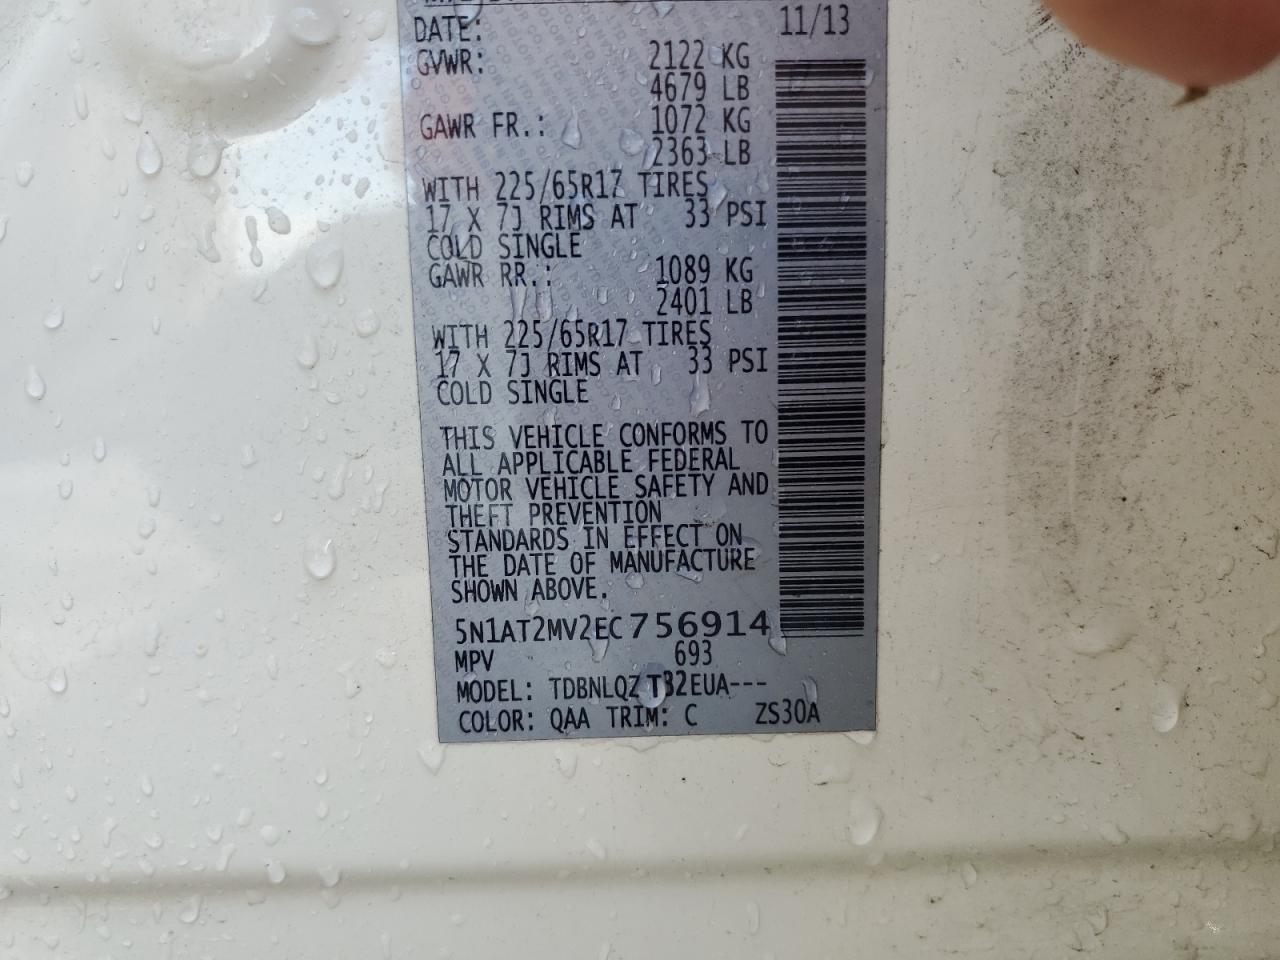 DATE: 11/13
GVWR: 2122 KG
4679 LB
GAWR FR.: 1072 KG
2363 LB
WITH 225/65R17 TIRES
17 X 7J RIMS AT 33 PSI
COLD SINGLE
GAWR RR.: 1089 KG
2401 LB
WITH 225/65R17 TIRES
17 X 7J RIMS AT 33 PSI
COLD SINGLE
THIS VEHICLE CONFORMS TO
ALL APPLICABLE FEDERAL
MOTOR VEHICLE SAFETY AND
THEFT PREVENTION
STANDARDS IN EFFECT ON
THE DATE OF MANUFACTURE
SHOWN ABOVE.
5N1AT2MV2EC756914
MPV 693
MODEL: TDBNLQZ T32EUA---
COLOR: QAA TRIM: C ZS30A